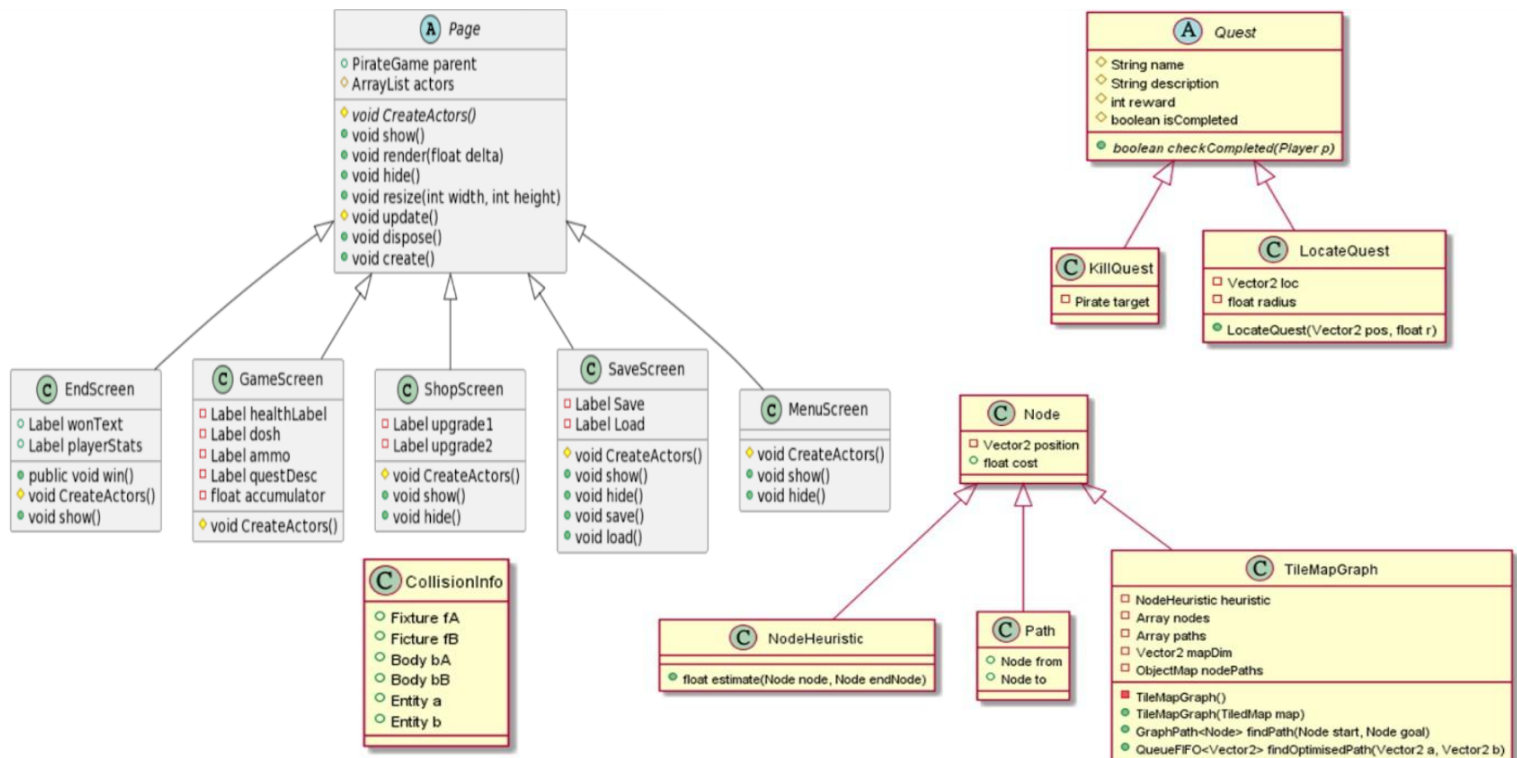 A Page
PirateGame parent
ArrayList actors
void CreateActors()
void show()
void render(float delta)
void hide()
void resize(int width, int height)
void update()
void dispose()
void create()
A Quest
String name
String description
int reward
boolean isCompleted
boolean checkCompleted(Player p)
C KillQuest
Pirate target
C LocateQuest
Vector2 loc
float radius
LocateQuest(Vector2 pos, float r)
C EndScreen
Label wonText
Label playerStats
public void win()
void CreateActors()
void show()
C GameScreen
Label healthLabel
Label dosh
Label ammo
Label questDesc
float accumulator
void CreateActors()
C ShopScreen
Label upgrade1
Label upgrade2
void CreateActors()
void show()
void hide()
C SaveScreen
Label Save
Label Load
void CreateActors()
void show()
void hide()
void save()
void load()
C MenuScreen
void CreateActors()
void show()
void hide()
C Node
Vector2 position
float cost
C CollisionInfo
Fixture fA
Ficture fB
Body bA
Body bB
Entity a
Entity b
C NodeHeuristic
float estimate(Node node, Node endNode)
C Path
Node from
Node to
C TileMapGraph
NodeHeuristic heuristic
Array nodes
Array paths
Vector2 mapDim
ObjectMap nodePaths
TileMapGraph()
TileMapGraph(TiledMap map)
GraphPath<Node> findPath(Node start, Node goal)
QueueFIFO<Vector2> findOptimisedPath(Vector2 a, Vector2 b)